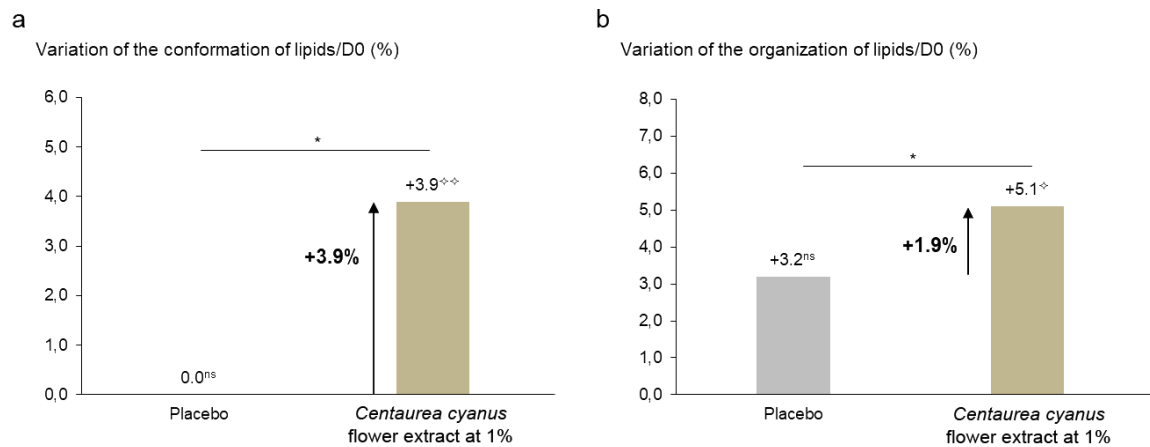 a
Variation of the conformation of lipids/D0 (%)
6,0
5,0
4,0
3,0
2,0
1,0
0,0
*
+3.9✧✧
+3.9%
0.0ns
Placebo
Centaurea cyanus
flower extract at 1%
b
Variation of the organization of lipids/D0 (%)
8,0
7,0
6,0
5,0
4,0
3,0
2,0
1,0
0,0
*
+5.1✧
+1.9%
+3.2ns
Placebo
Centaurea cyanus
flower extract at 1%